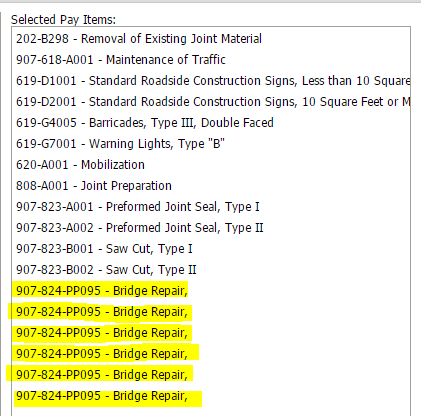 Selected Pay Items:
202-B298 - Removal of Existing Joint Material
907-618-A001 - Maintenance of Traffic
619-D1001 - Standard Roadside Construction Signs, Less than 10 Square
619-D2001 - Standard Roadside Construction Signs, 10 Square Feet or M
619-G4005 - Barricades, Type III, Double Faced
619-G7001 - Warning Lights, Type "B"
620-A001 - Mobilization
808-A001 - Joint Preparation
907-823-A001 - Preformed Joint Seal, Type I
907-823-A002 - Preformed Joint Seal, Type II
907-823-B001 - Saw Cut, Type I
907-823-B002 - Saw Cut, Type II
907-824-PP095 - Bridge Repair,
907-824-PP095 - Bridge Repair,
907-824-PP095 - Bridge Repair,
907-824-PP095 - Bridge Repair,
907-824-PP095 - Bridge Repair,
907-824-PP095 - Bridge Repair,